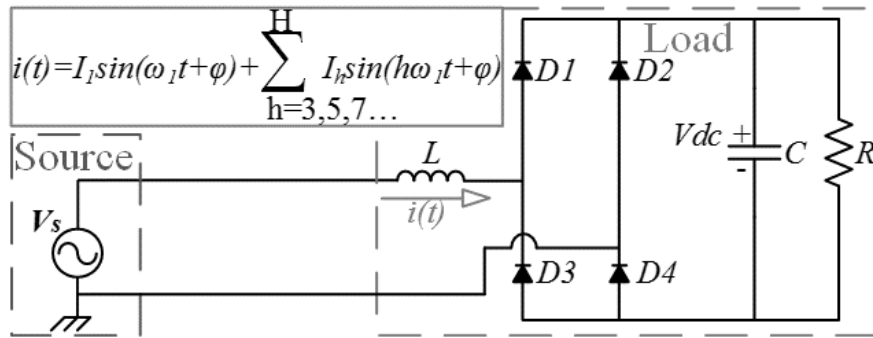 H
i(t)=I₁sin(ω₁t+φ)+∑ Iₕsin(hω₁t+φ)
h=3,5,7...
Load
D1
D2
Source
L
Vdc
+
-
C
R
i(t)
Vs
D3
D4